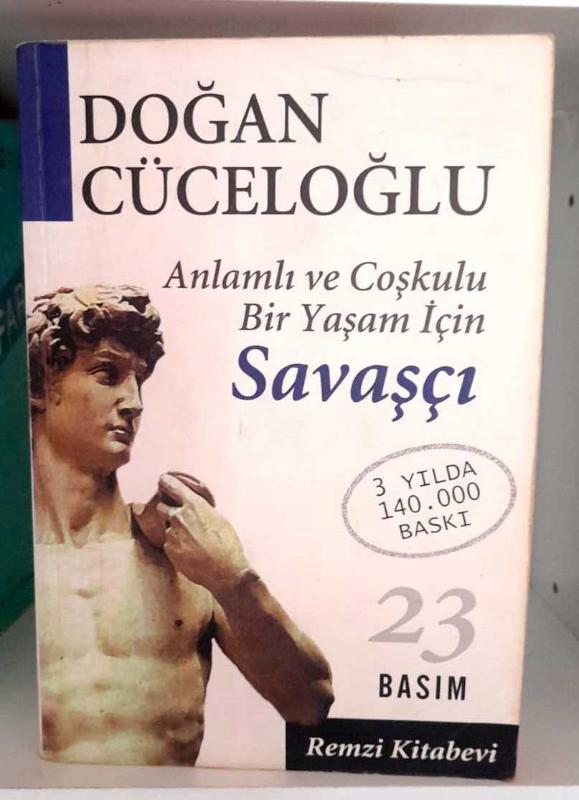 DOĞAN
CÜCELOĞLU
Anlamlı ve Coşkulu
Bir Yaşam İçin
Savaşçı
3 YILDA
140.000
BASKI
23
BASIM
Remzi Kitabevi